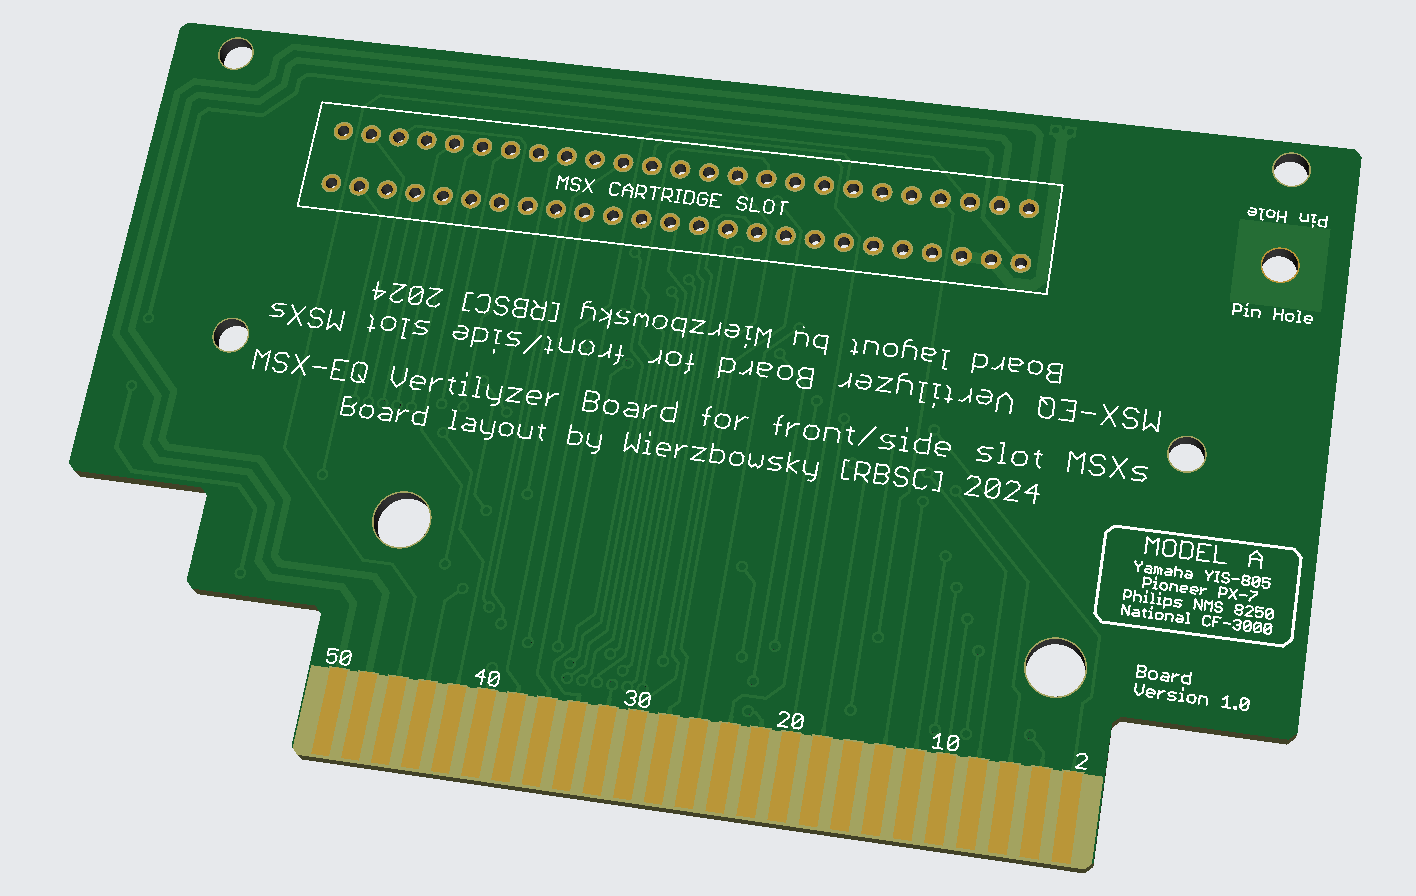 MSX CARTRIDGE SLOT
Pin Hole
Pin Hole
Board layout by Wierzbowsky [RBSC] 2024
MSX-EQ Vertilyzer Board for front/side slot MSXs
MSX-EQ Vertilyzer Board for front/side slot MSXs
Board layout by Wierzbowsky [RBSC] 2024
MODEL A
Yamaha YIS-805
Pioneer PX-7
Philips NMS 8250
National CF-3000
Board
Version 1.0
50 40 30 20 10 2